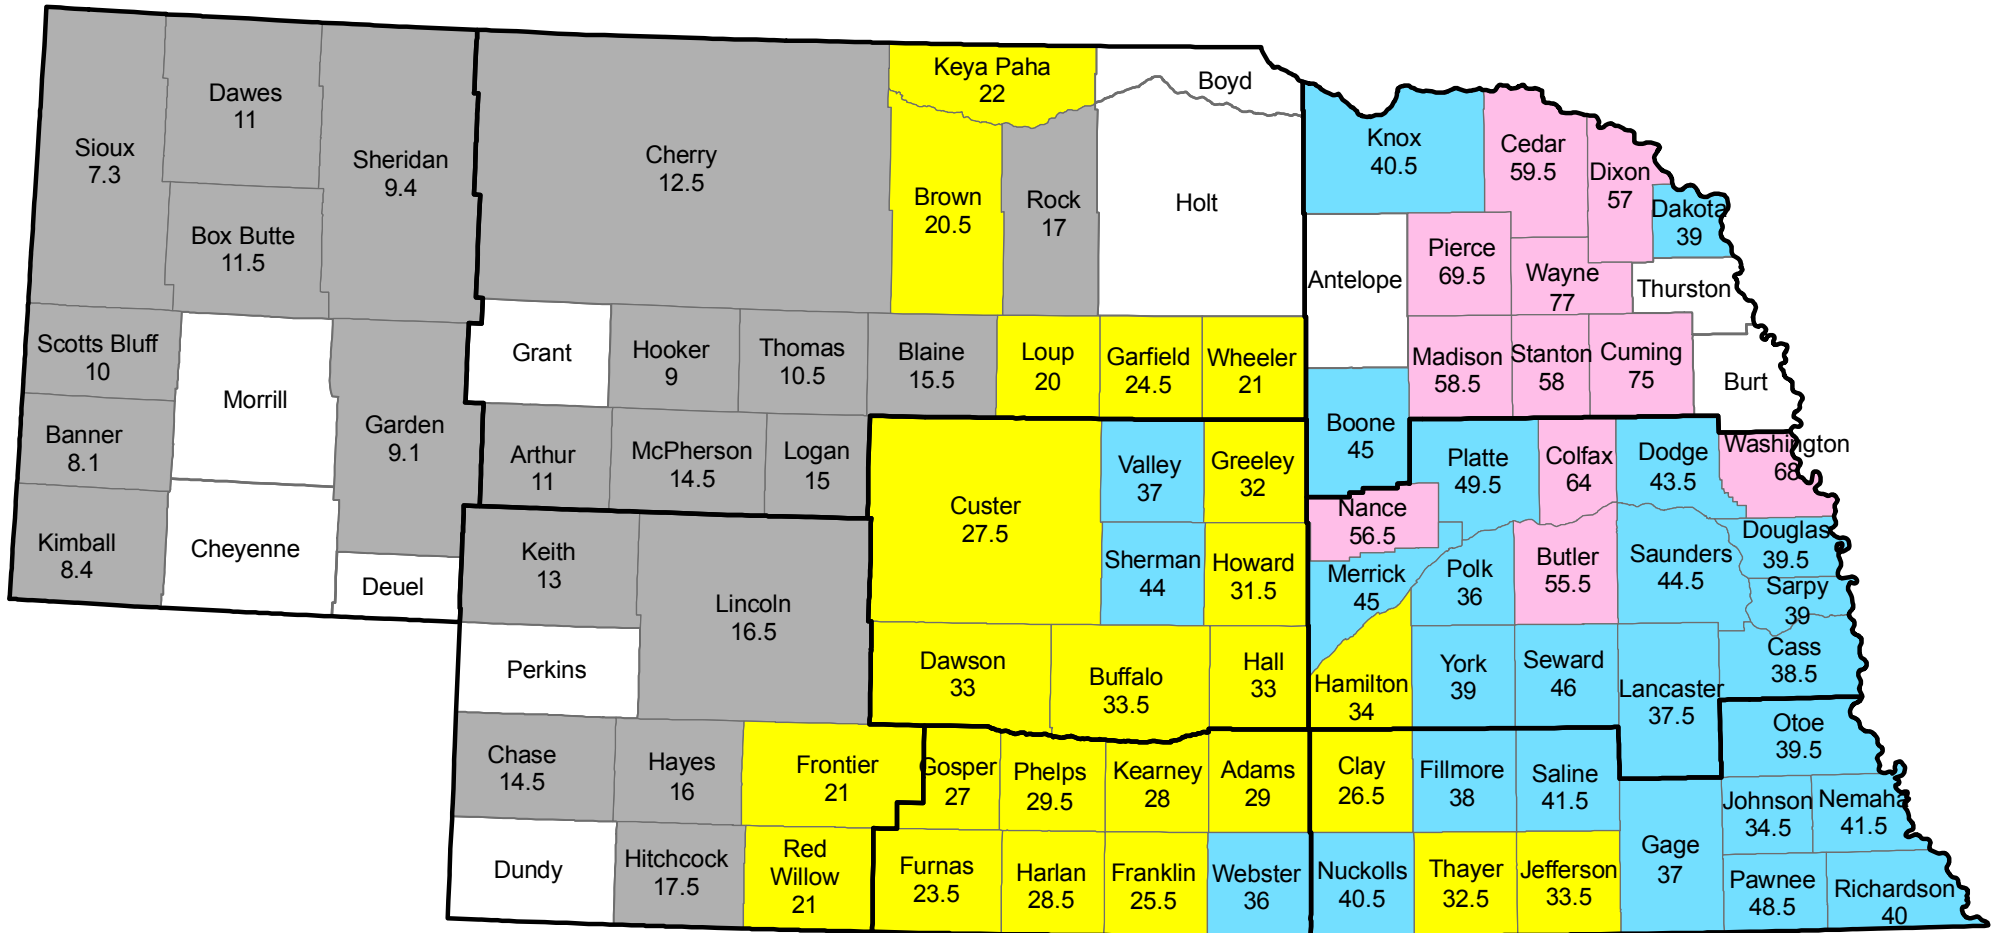 Sioux
7.3
Dawes
11
Sheridan
9.4
Box Butte
11.5
Scotts Bluff
10
Banner
8.1
Kimball
8.4
Morrill
Cheyenne
Garden
9.1
Deuel
Cherry
12.5
Keya Paha
22
Brown
20.5
Rock
17
Boyd
Holt
Grant
Hooker
9
Thomas
10.5
Blaine
15.5
Loup
20
Garfield
24.5
Wheeler
21
Arthur
11
McPherson
14.5
Logan
15
Knox
40.5
Cedar
59.5
Dixon
57
Dakota
39
Antelope
Pierce
69.5
Wayne
77
Thurston
Madison
58.5
Stanton
58
Cuming
75
Burt
Boone
45
Keith
13
Lincoln
16.5
Perkins
Chase
14.5
Hayes
16
Frontier
21
Dundy
Hitchcock
17.5
Red
Willow
21
Custer
27.5
Valley
37
Greeley
32
Sherman
44
Howard
31.5
Dawson
33
Buffalo
33.5
Hall
33
Platte
49.5
Colfax
64
Dodge
43.5
Washington
68
Nance
56.5
Merrick
45
Polk
36
Butler
55.5
Saunders
44.5
Douglas
39.5
Sarpy
39
Cass
38.5
Hamilton
34
York
39
Seward
46
Lancaster
37.5
Gosper
27
Phelps
29.5
Kearney
28
Adams
29
Furnas
23.5
Harlan
28.5
Franklin
25.5
Webster
36
Clay
26.5
Fillmore
38
Saline
41.5
Otoe
39.5
Johnson
34.5
Nemaha
41.5
Nuckolls
40.5
Thayer
32.5
Jefferson
33.5
Gage
37
Pawnee
48.5
Richardson
40